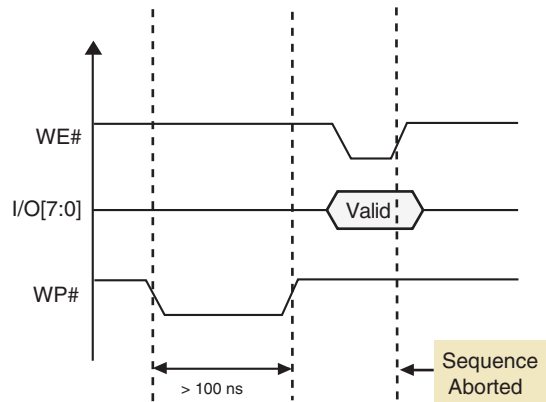 WE#
I/O[7:0]
Valid
WP#
> 100 ns
Sequence
Aborted